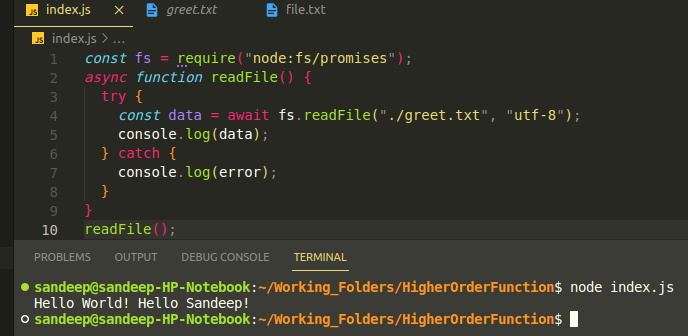 JS index.js × greet.txt file.txt
JS index.js > ...
1 const fs = require("node:fs/promises");
2 async function readFile() {
3 try {
4 const data = await fs.readFile("./greet.txt", "utf-8");
5 console.log(data);
6 } catch {
7 console.log(error);
8 }
9 }
10 readFile();
PROBLEMS OUTPUT DEBUG CONSOLE TERMINAL
sandeep@sandeep-HP-Notebook:~/Working_Folders/HigherOrderFunction$ node index.js
Hello World! Hello Sandeep!
sandeep@sandeep-HP-Notebook:~/Working_Folders/HigherOrderFunction$